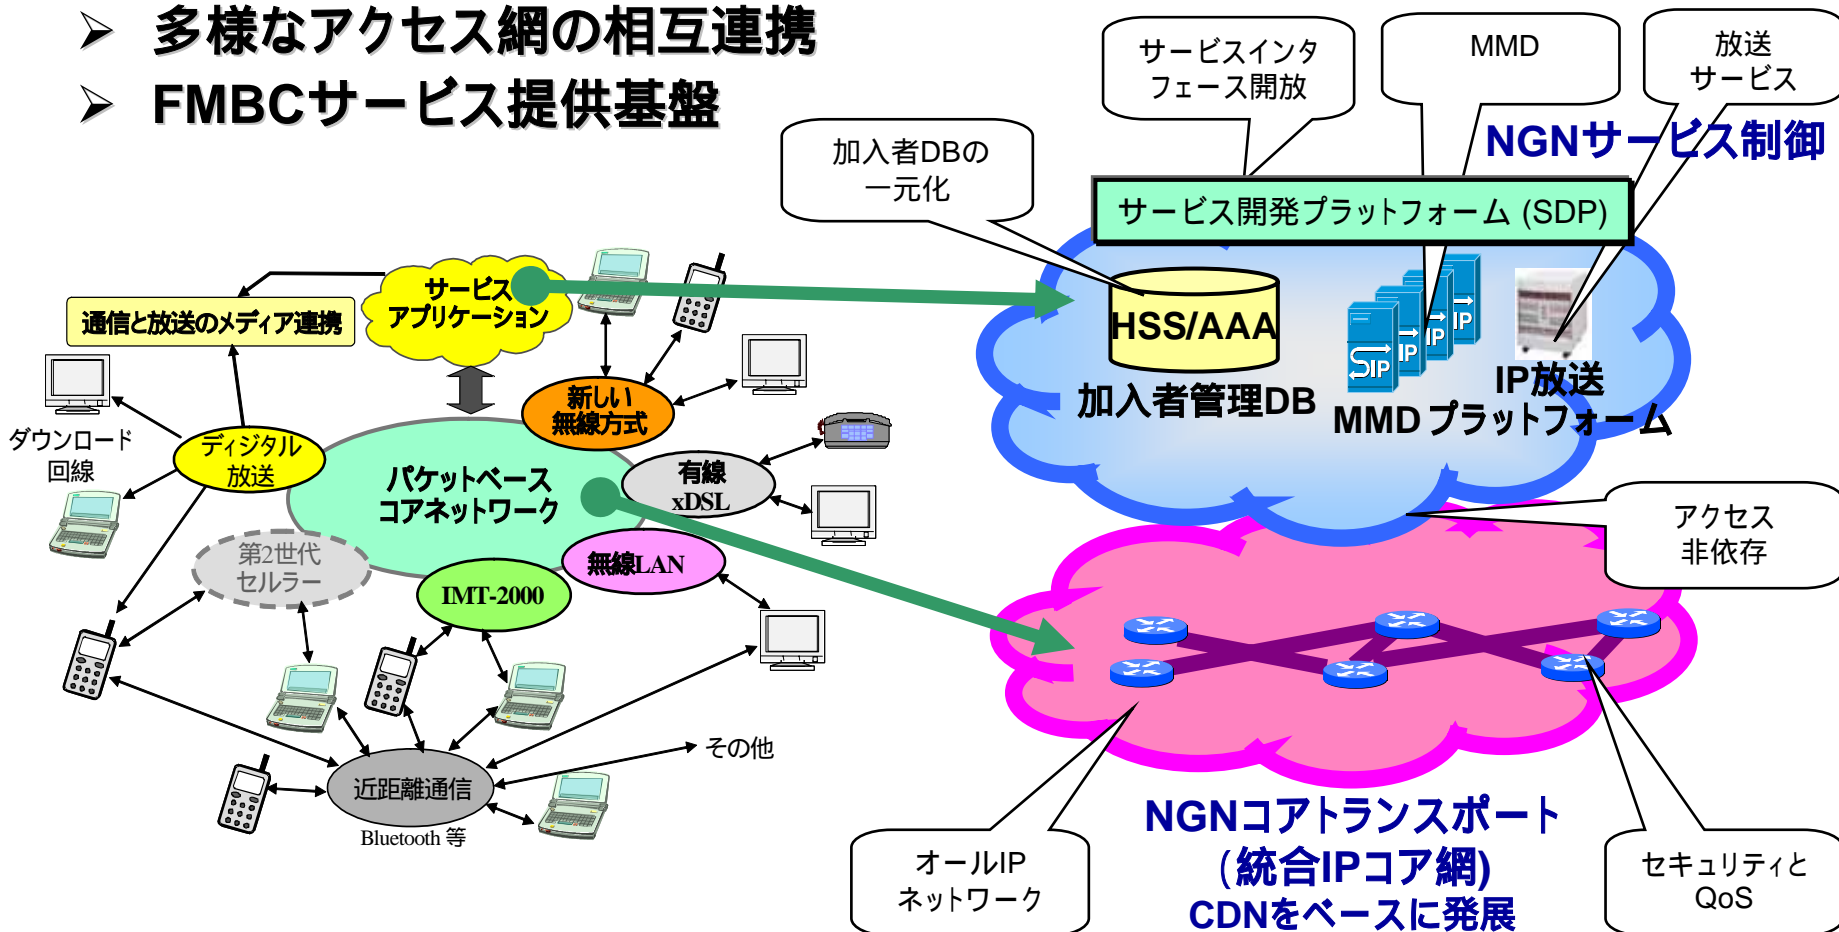 ➢ 多様なアクセス網の相互連携
➢ FMBCサービス提供基盤
サービスインタ
フェース開放
MMD
放送
サービス
NGNサービス制御
加入者DBの
一元化
サービス開発プラットフォーム (SDP)
サービス
アプリケーション
通信と放送のメディア連携
HSS/AAA
加入者管理DB
IP
IP
IP
IP
IP放送
MMD プラットフォーム
新しい
無線方式
ダウンロード
回線
ディジタル
放送
パケットベース
コアネットワーク
有線
xDSL
第2世代
セルラー
無線LAN
IMT-2000
アクセス
非依存
その他
近距離通信
Bluetooth 等
NGNコアトランスポート
(統合IPコア網)
CDNをベースに発展
オールIP
ネットワーク
セキュリティと
QoS